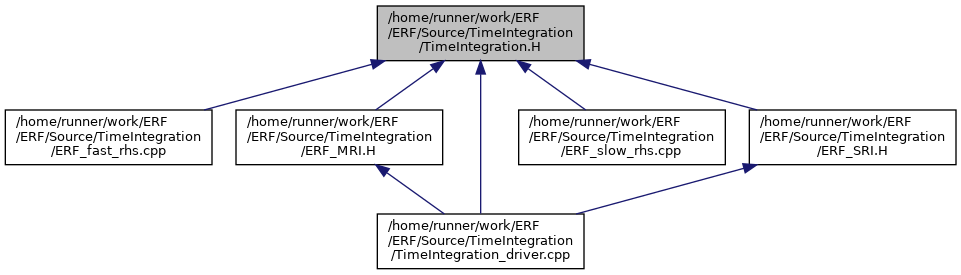 /home/runner/work/ERF
/ERF/Source/TimeIntegration
/TimeIntegration.H
/home/runner/work/ERF
/ERF/Source/TimeIntegration
/ERF_fast_rhs.cpp
/home/runner/work/ERF
/ERF/Source/TimeIntegration
/ERF_MRI.H
/home/runner/work/ERF
/ERF/Source/TimeIntegration
/ERF_slow_rhs.cpp
/home/runner/work/ERF
/ERF/Source/TimeIntegration
/ERF_SRI.H
/home/runner/work/ERF
/ERF/Source/TimeIntegration
/TimeIntegration_driver.cpp